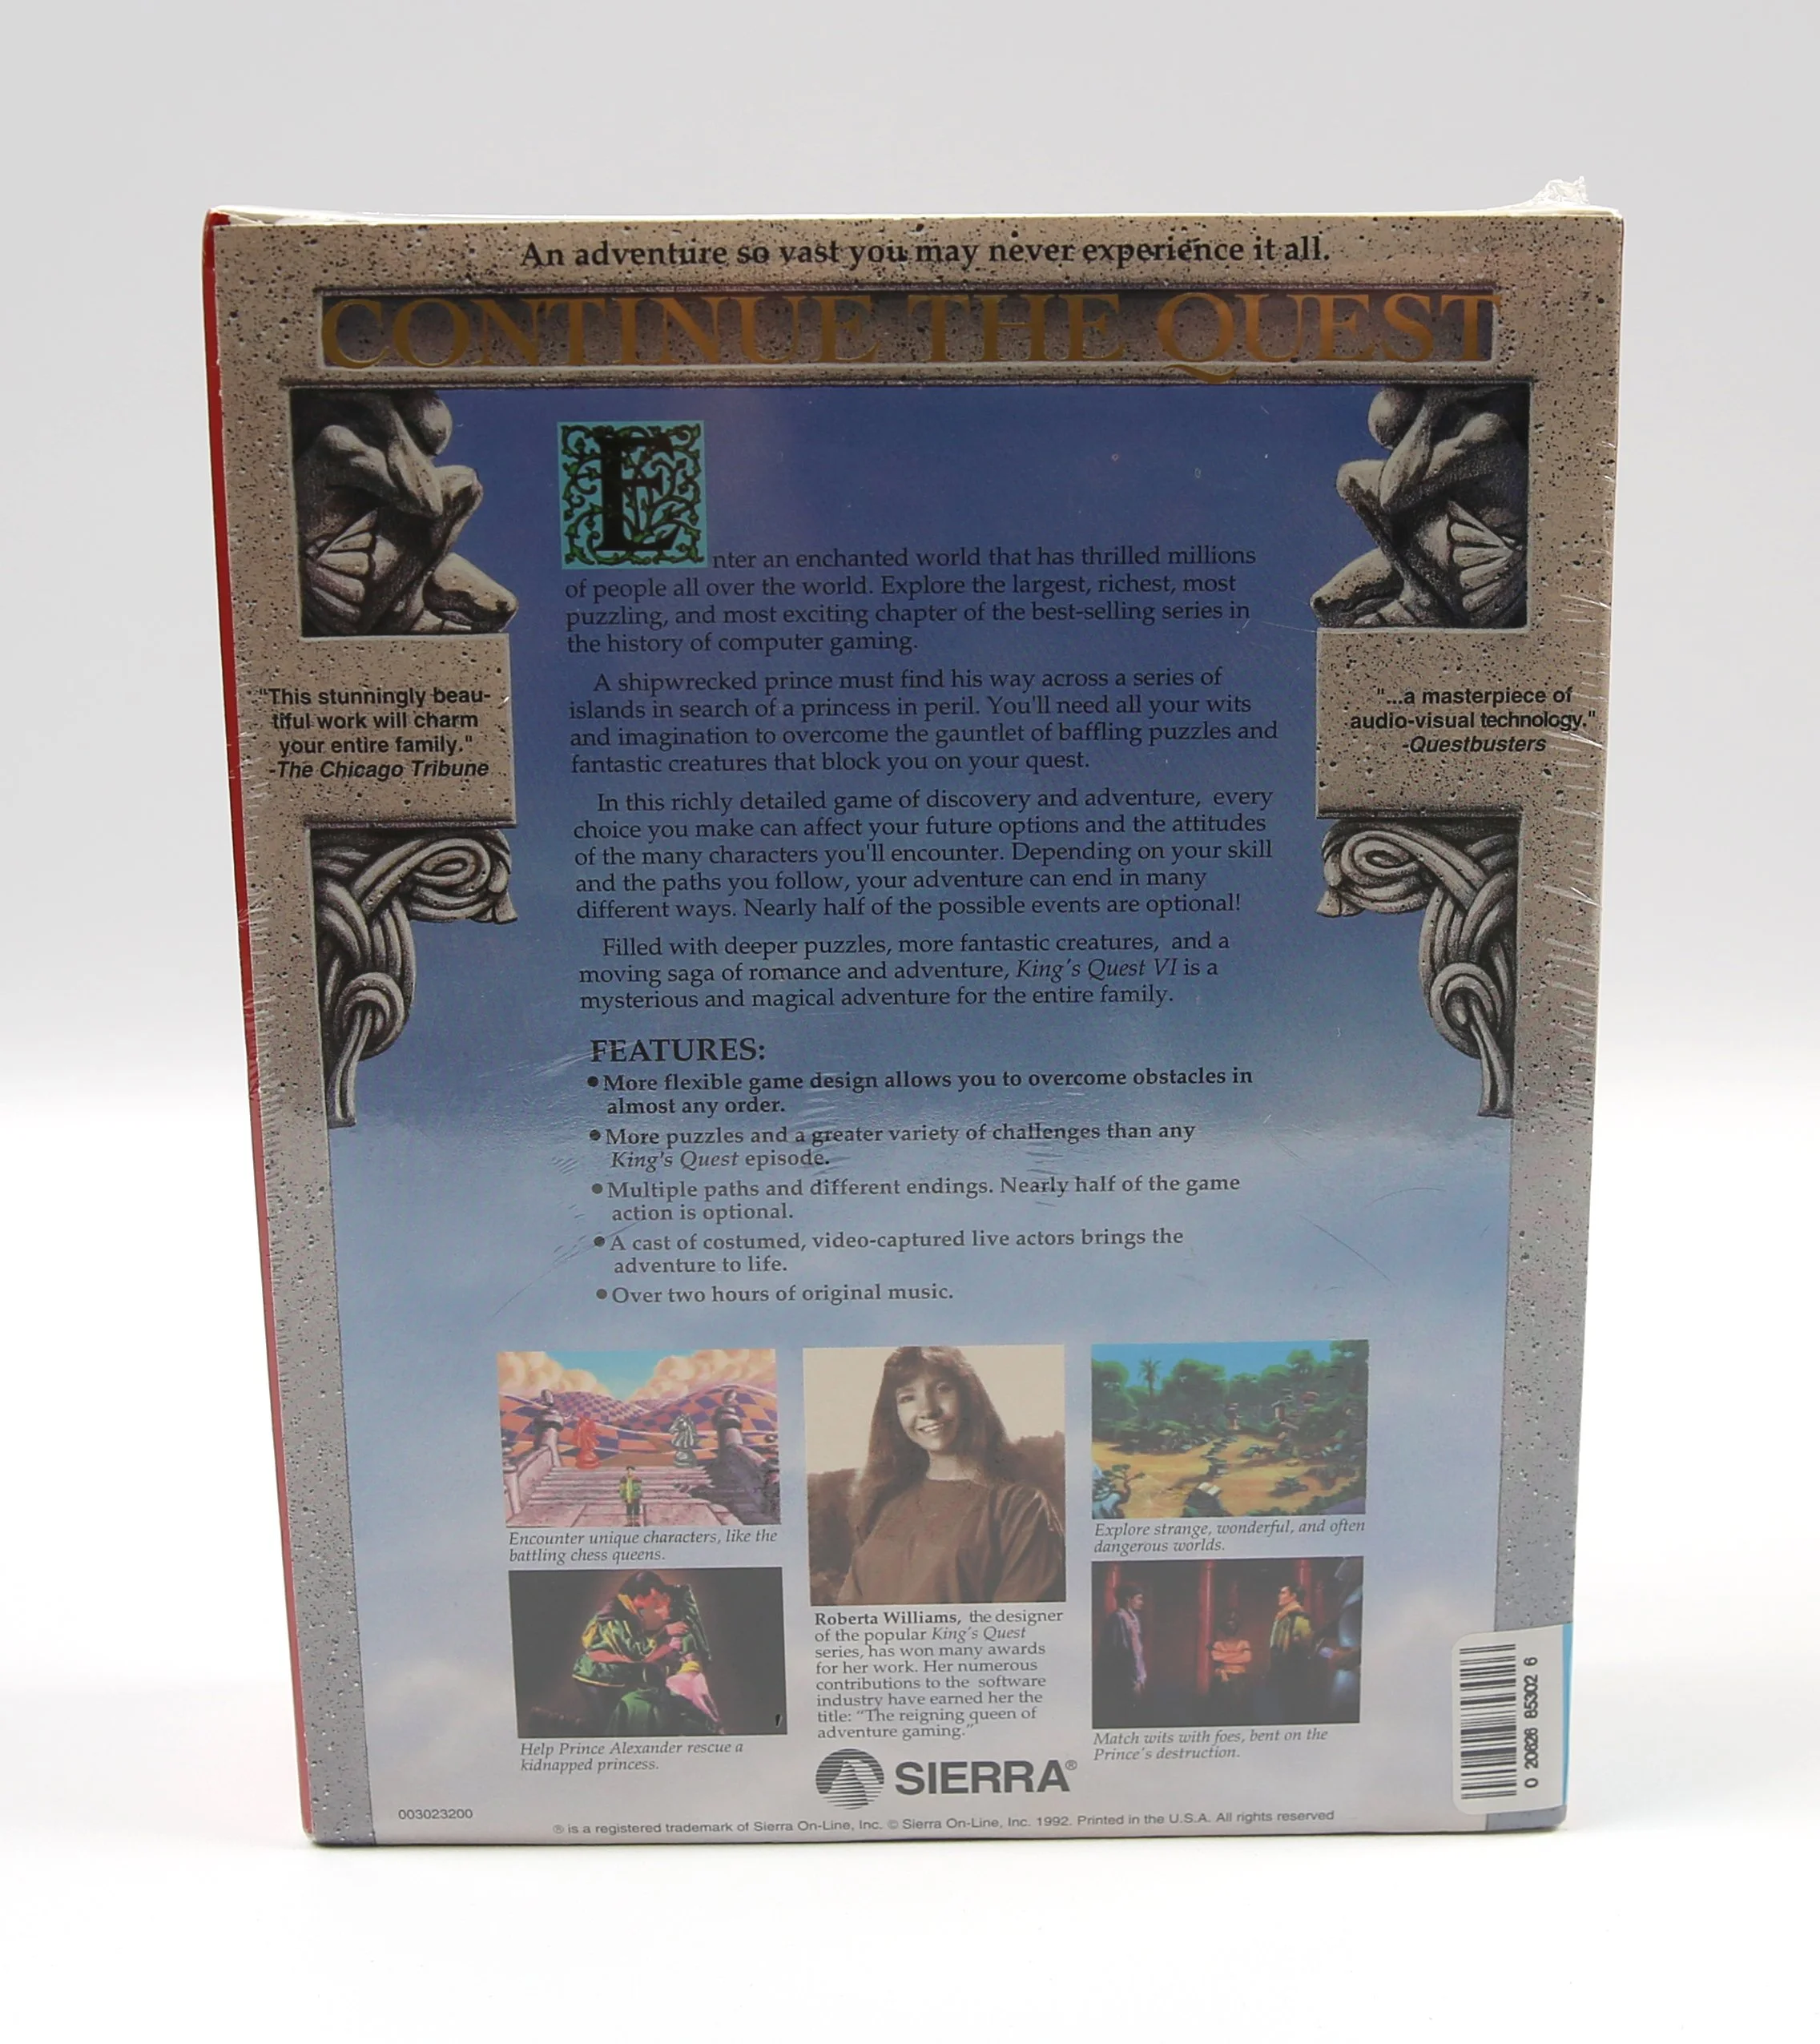 An adventure so vast you may never experience it all.
CONTINUE THE QUEST
E
nter an enchanted world that has thrilled millions
of people all over the world. Explore the largest, richest, most
puzzling, and most exciting chapter of the best-selling series in
the history of computer gaming.
A shipwrecked prince must find his way across a series of
islands in search of a princess in peril. You'll need all your wits
and imagination to overcome the gauntlet of baffling puzzles and
fantastic creatures that block you on your quest.
In this richly detailed game of discovery and adventure, every
choice you make can affect your future options and the attitudes
of the many characters you'll encounter. Depending on your skill
and the paths you follow, your adventure can end in many
different ways. Nearly half of the possible events are optional!
Filled with deeper puzzles, more fantastic creatures, and a
moving saga of romance and adventure, King's Quest VI is a
mysterious and magical adventure for the entire family.
"This stunningly beau-
tiful work will charm
your entire family."
-The Chicago Tribune
"...a masterpiece of
audio-visual technology."
-Questbusters
FEATURES:
•More flexible game design allows you to overcome obstacles in
almost any order.
•More puzzles and a greater variety of challenges than any
King's Quest episode.
•Multiple paths and different endings. Nearly half of the game
action is optional.
•A cast of costumed, video-captured live actors brings the
adventure to life.
•Over two hours of original music.
Encounter unique characters, like the
battling chess queens.
Help Prince Alexander rescue a
kidnapped princess.
Roberta Williams, the designer
of the popular King's Quest
series, has won many awards
for her work. Her numerous
contributions to the software
industry have earned her the
title: "The reigning queen of
adventure gaming."
Explore strange, wonderful, and often
dangerous worlds.
Match wits with foes, bent on the
Prince's destruction.
SIERRA®
0 20626 85302 6
003023200
® is a registered trademark of Sierra On-Line, Inc. © Sierra On-Line, Inc. 1992. Printed in the U.S.A. All rights reserved